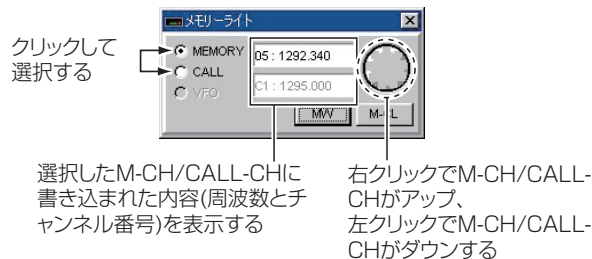 メモリーライト
クリックして
選択する
MEMORY
CALL
VFO
05 : 1292.340
C1 : 1295.000
MW
M-CL
選択したM-CH/CALL-CHに
書き込まれた内容(周波数とチ
ャンネル番号)を表示する
右クリックでM-CH/CALL-
CHがアップ、
左クリックでM-CH/CALL-
CHがダウンする